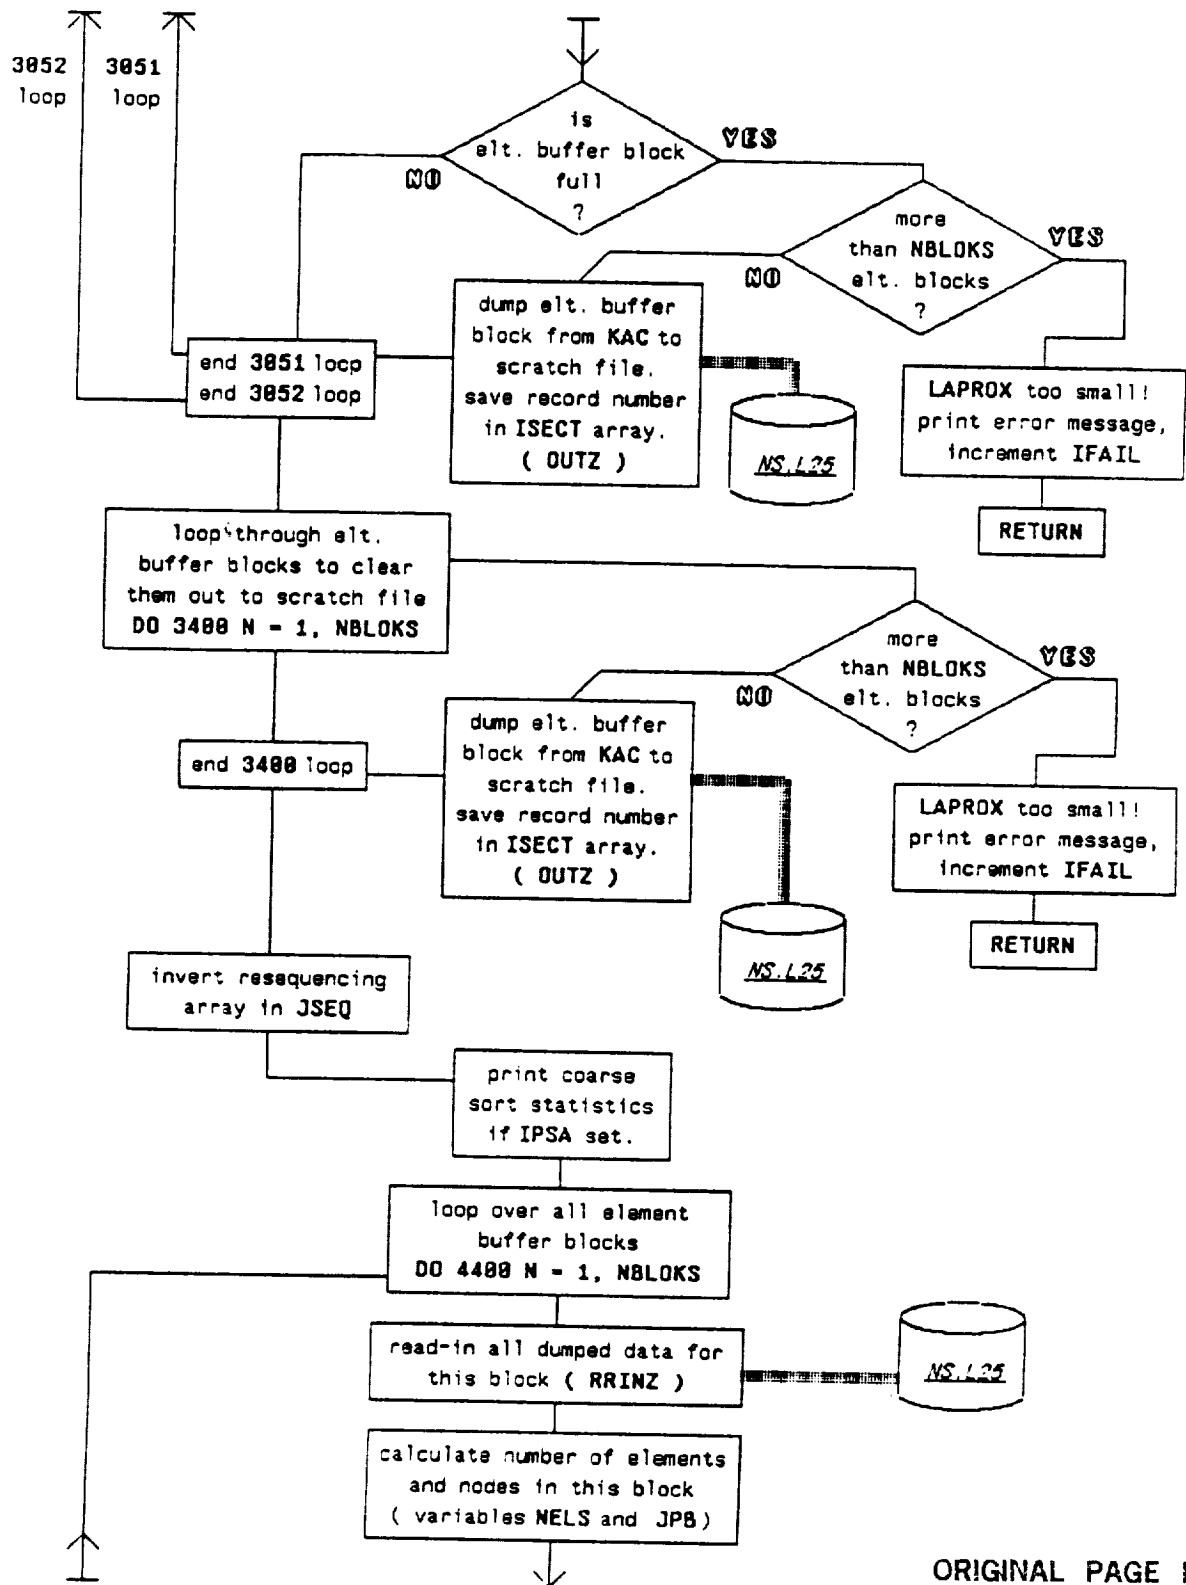 3052
loop
3051
loop
is
elt. buffer block
full
?
YES
NO
more
than NBLOKS
elt. blocks
?
YES
NO
dump elt. buffer
block from KAC to
scratch file.
save record number
in ISECT array.
( OUTZ )
end 3051 loop
end 3052 loop
NS.L25
LAPROX too small!
print error message,
increment IFAIL
RETURN
loop through elt.
buffer blocks to clear
them out to scratch file
DO 3400 N = 1, NBLOKS
more
than NBLOKS
elt. blocks
?
YES
NO
dump elt. buffer
block from KAC to
scratch file.
save record number
in ISECT array.
( OUTZ )
end 3400 loop
NS.L25
LAPROX too small!
print error message,
increment IFAIL
RETURN
invert resequencing
array in JSEQ
print coarse
sort statistics
if IPSA set.
loop over all element
buffer blocks
DO 4400 N = 1, NBLOKS
read-in all dumped data for
this block ( RRINZ )
NS.L25
calculate number of elements
and nodes in this block
( variables NELS and JPB)
ORIGINAL PAGE